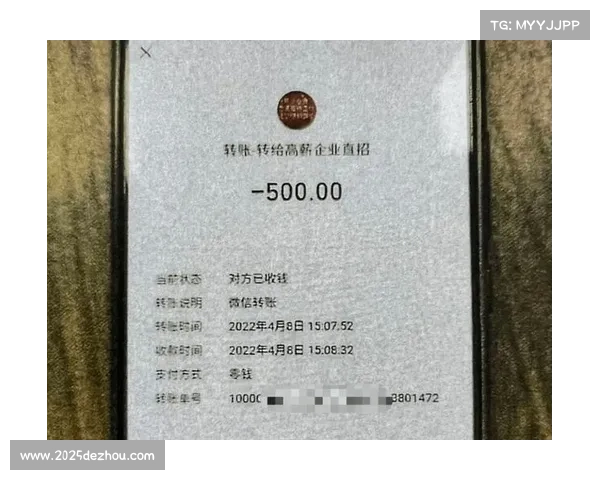 TG: MYYJJPP
转账-转给高薪企业直招
-500.00
当前状态 对方已收钱
转账说明 微信转账
转账时间 2022年4月8日 15:07:52
收款时间 2022年4月8日 15:08:32
支付方式 零钱
转账单号 10000 3801472
www.2025dezhou.com